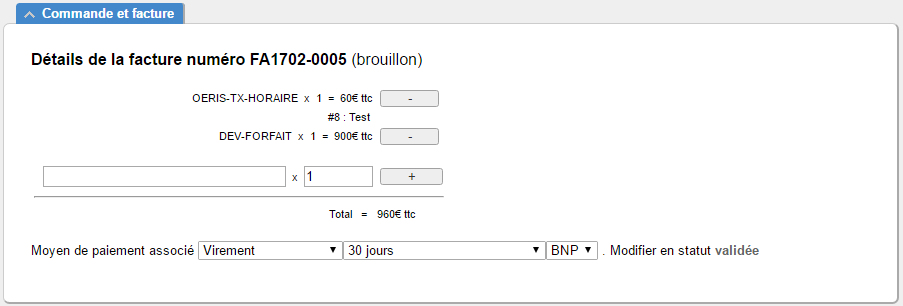 Commande et facture
Détails de la facture numéro FA1702-0005 (brouillon)
OERIS-TX-HORAIRE x 1 = 60€ ttc -
#8 : Test
DEV-FORFAIT x 1 = 900€ ttc -
x 1 +
Total = 960€ ttc
Moyen de paiement associé Virement 30 jours BNP . Modifier en statut validée